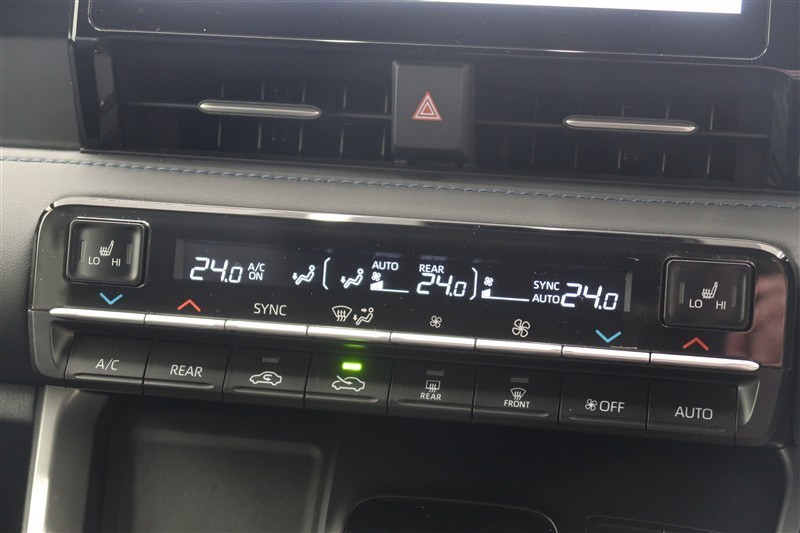 LO HI
24.0 A/C ON
AUTO
REAR
24.0
SYNC
AUTO 24.0
LO HI
SYNC
A/C
REAR
REAR
FRONT
OFF
AUTO